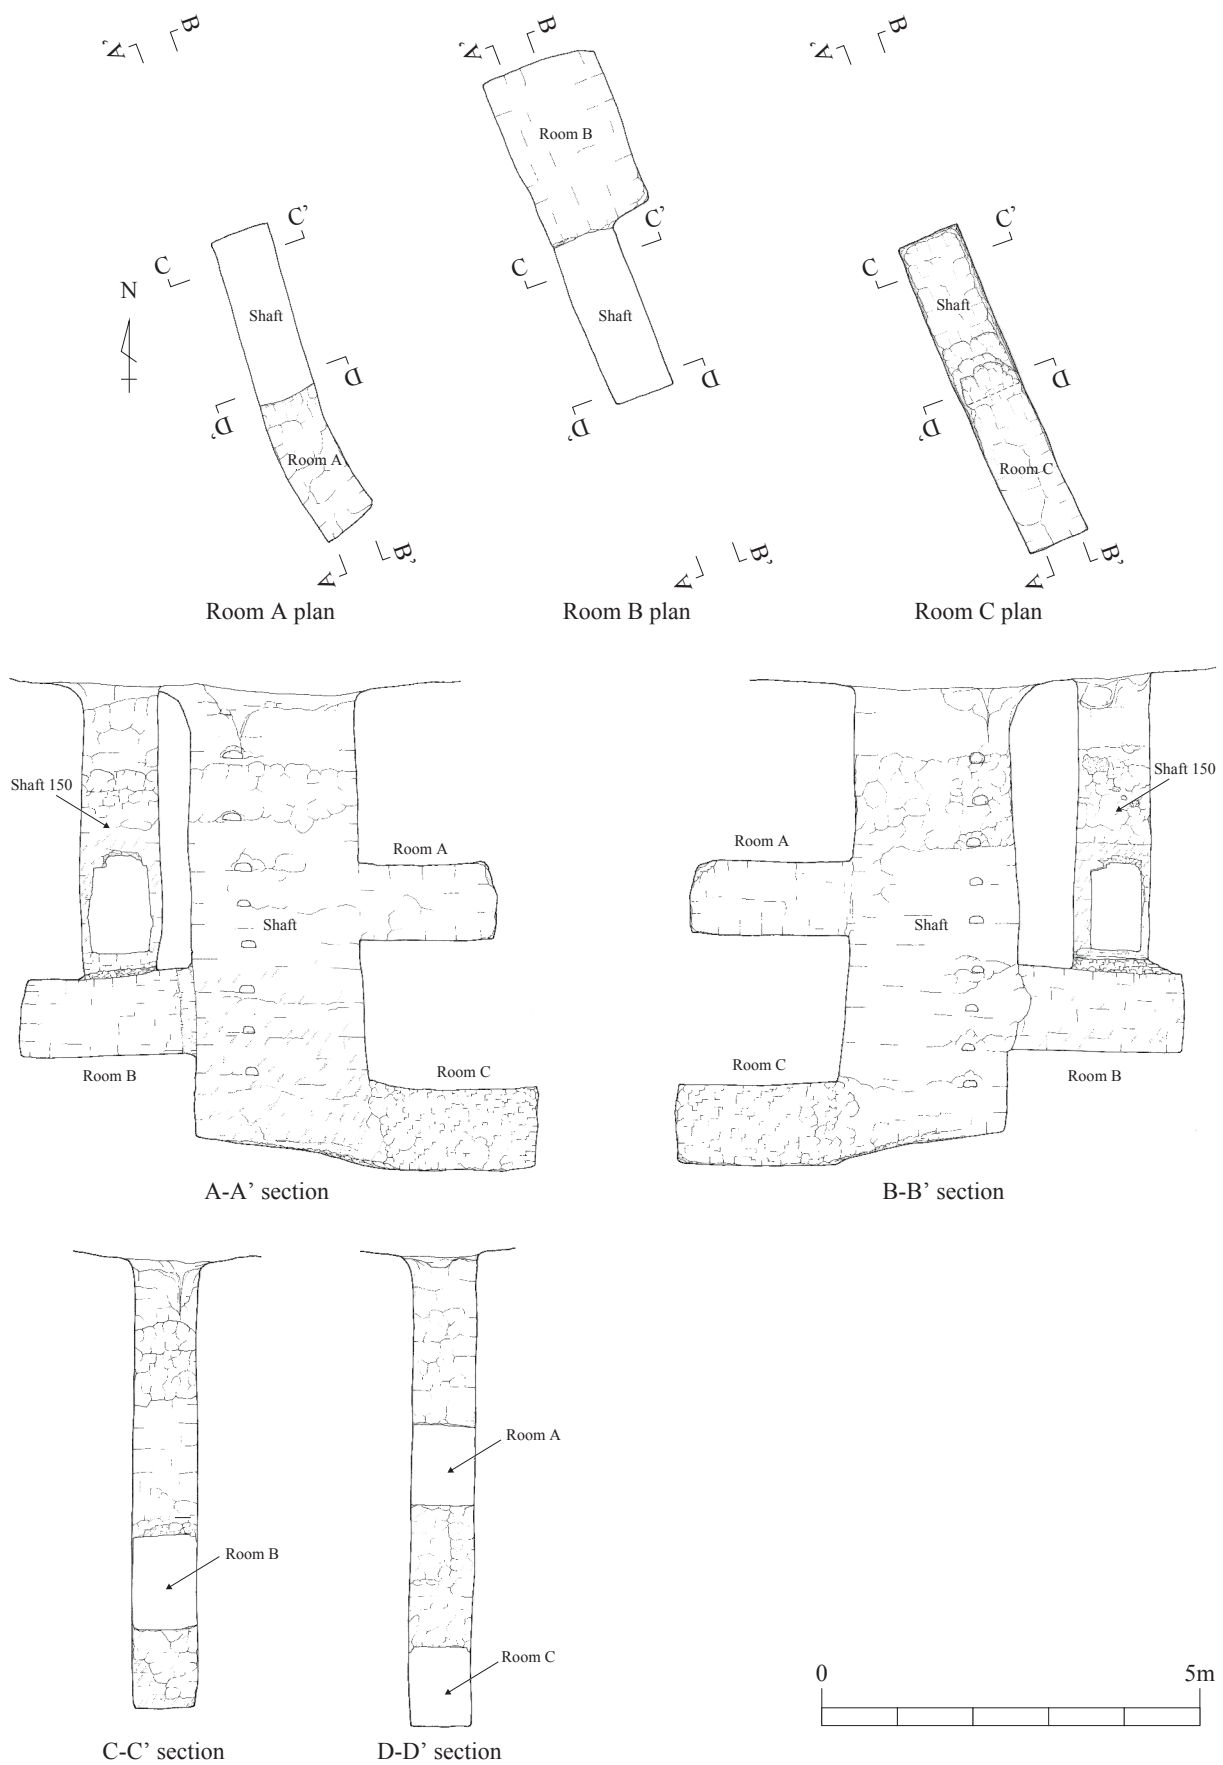 A’ B
A’ B
A’ B
Room B
C C’
C C’
C C’
N
Shaft
Shaft
Shaft
D
D’
D
D’
D
D’
Room A
Room C
A B’
A B’
A B’
Room A plan
Room B plan
Room C plan
Shaft 150
Shaft 150
Room A
Room A
Shaft
Shaft
Room B
Room C
Room C
Room B
A-A’ section
B-B’ section
Room A
Room B
Room C
0 5m
C-C’ section
D-D’ section